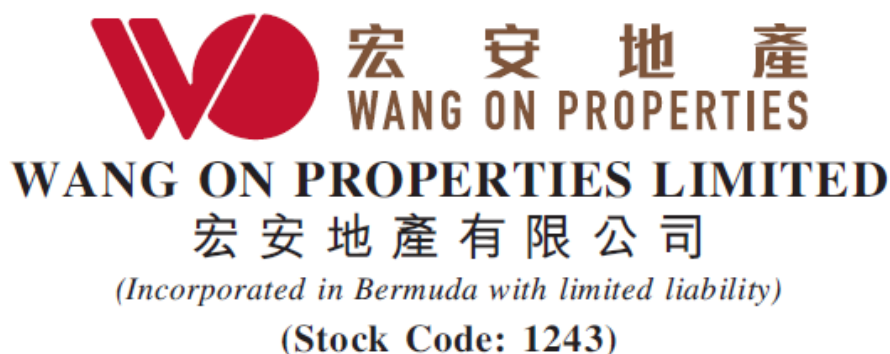 宏安地產
WANG ON PROPERTIES
WANG ON PROPERTIES LIMITED
宏安地產有限公司
(Incorporated in Bermuda with limited liability)
(Stock Code: 1243)